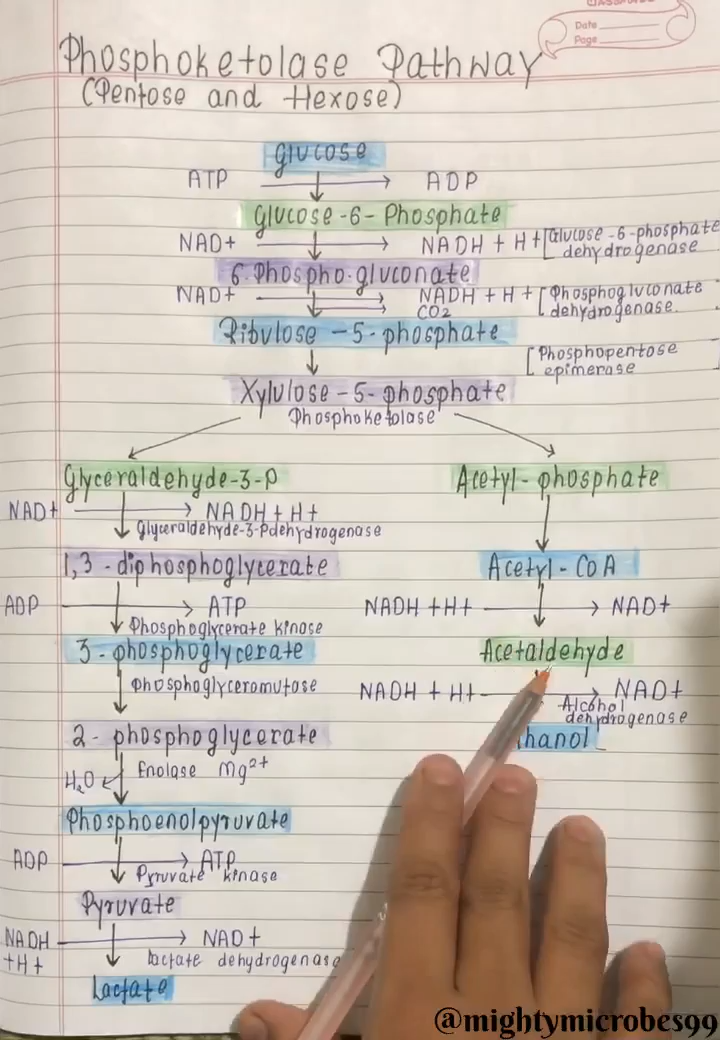 Date
Page
Phosphoketolase Pathway
(Pentose and Hexose)
Glucose
ATP ADP
Glucose-6-Phosphate
NAD+ NADH + H+ [Glucose-6-phosphate
dehydrogenase
6.Phospho.gluconate
NAD+ NADH + H+ [Phosphogluconate
CO2 dehydrogenase.
Ribulose-5-phosphate
[Phosphopentose
epimerase
Xylulose-5-phosphate
Phosphoketolase
Glyceraldehyde-3-P Acetyl-phosphate
NAD+ NADH + H+
Glyceraldehyde-3-Pdehydrogenase
1,3-diphosphoglycerate Acetyl-CoA
ADP ATP NADH + H+ NAD+
Phosphoglycerate kinase
3-phosphoglycerate Acetaldehyde
Phosphoglyceromutase NADH + H+ NAD+
Alcohol
dehydrogenase
2-phosphoglycerate hanol
H2O Enolase Mg2+
Phosphoenolpyruvate
ADP ATP
Pyruvate kinase
Pyruvate
NADH NAD+
+H+ lactate dehydrogenase
Lactate
@mightymicrobes99